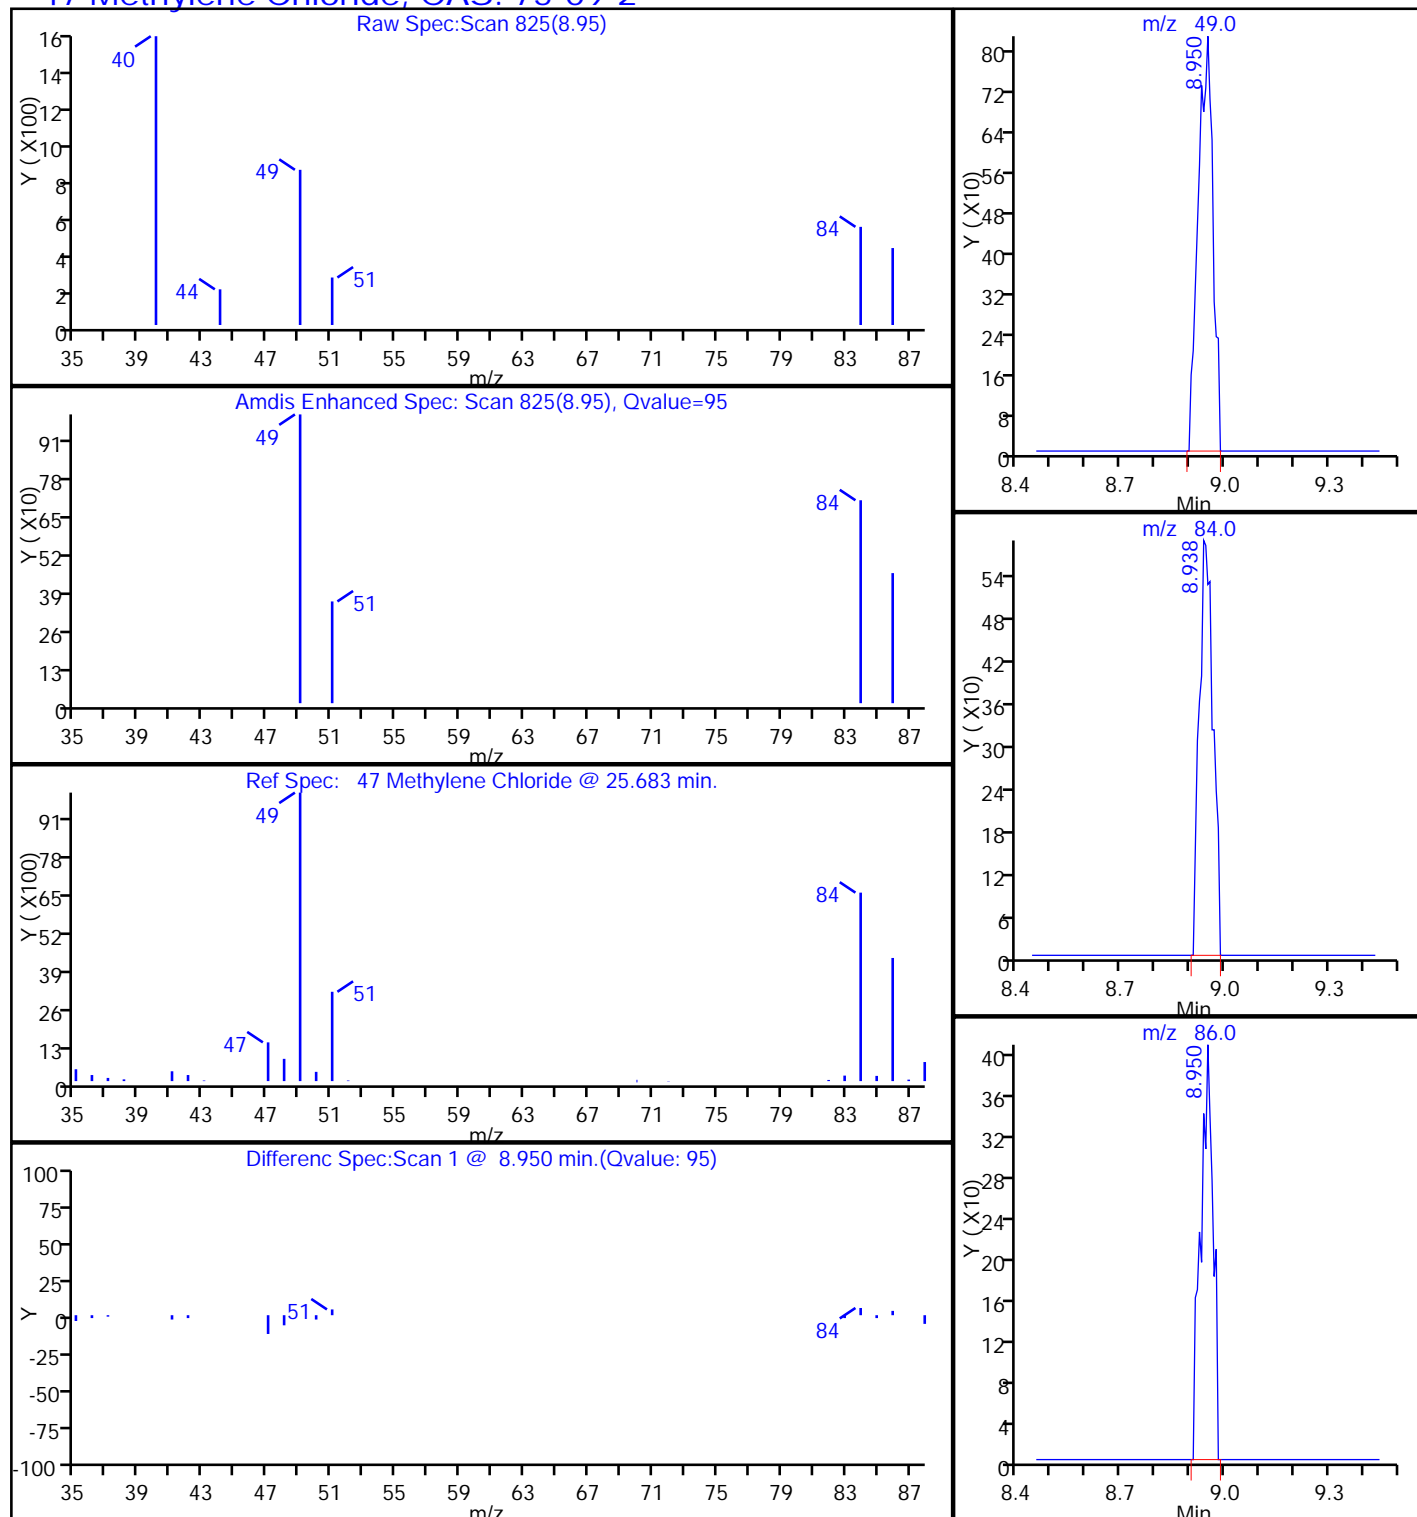 47 Methylene Chloride, CAS: 75-09-2
Raw Spec:Scan 825(8.95)
Y ( X100)
16
14
12
10
8
6
4
2
0
40
44
49
51
84
35 39 43 47 51 55 59 63 67 71 75 79 83 87
m/z
Amdis Enhanced Spec: Scan 825(8.95), Qvalue=95
Y ( X10)
91
78
65
52
39
26
13
0
49
51
84
35 39 43 47 51 55 59 63 67 71 75 79 83 87
m/z
Ref Spec: 47 Methylene Chloride @ 25.683 min.
Y ( X100)
91
78
65
52
39
26
13
0
47
49
51
84
35 39 43 47 51 55 59 63 67 71 75 79 83 87
m/z
Differenc Spec:Scan 1 @ 8.950 min.(Qvalue: 95)
Y
100
75
50
25
0
-25
-50
-75
-100
51
84
35 39 43 47 51 55 59 63 67 71 75 79 83 87
m/z
m/z 49.0
8.950
Y ( X10)
80
72
64
56
48
40
32
24
16
8
0
8.4 8.7 9.0 9.3
Min
m/z 84.0
8.938
Y ( X10)
54
48
42
36
30
24
18
12
6
0
8.4 8.7 9.0 9.3
Min
m/z 86.0
8.950
Y ( X10)
40
36
32
28
24
20
16
12
8
4
0
8.4 8.7 9.0 9.3
Min